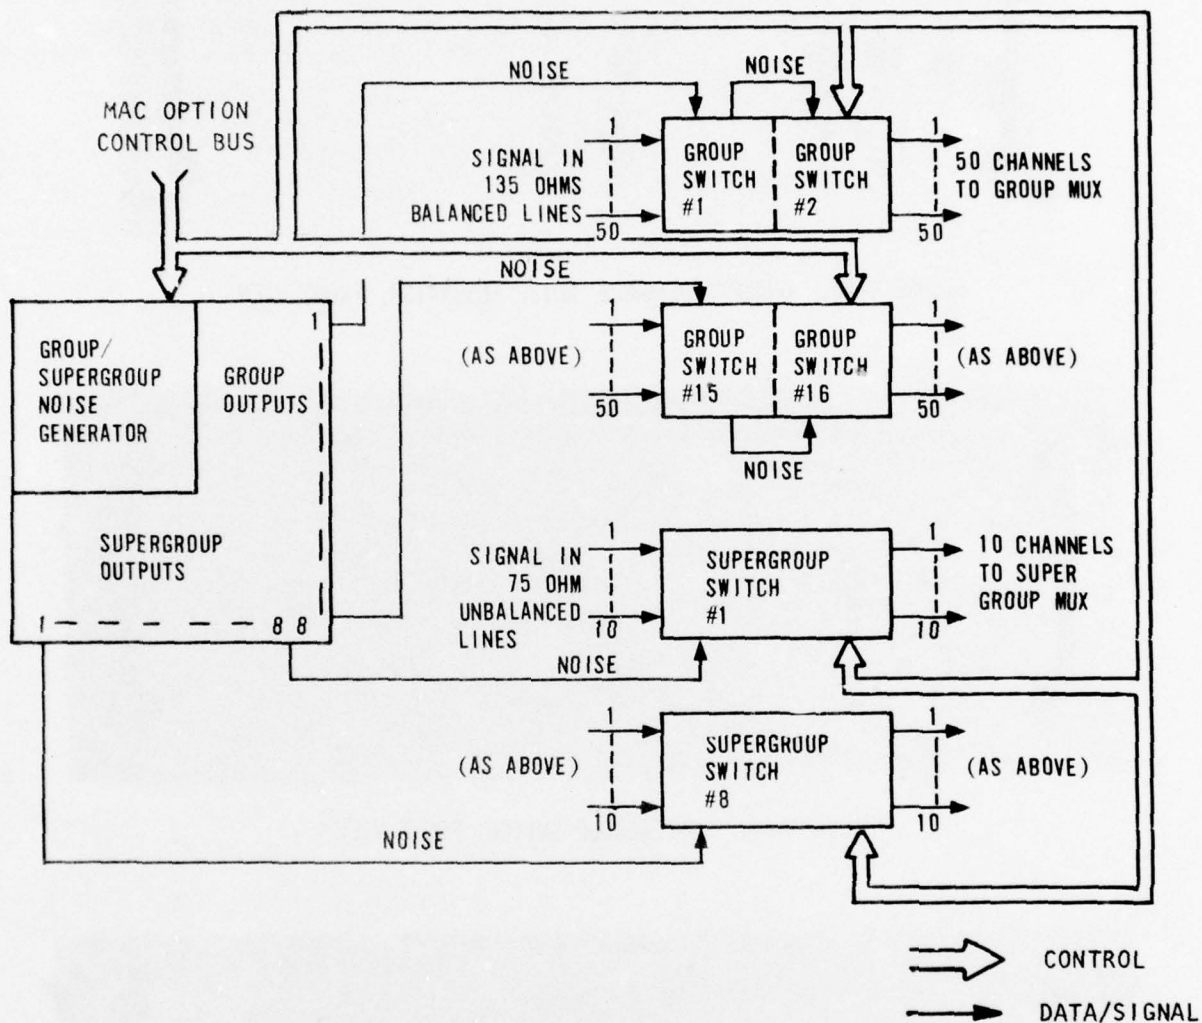 NOISE
NOISE
MAC OPTION
CONTROL BUS
SIGNAL IN
135 OHMS
BALANCED LINES
1
50
GROUP
SWITCH
#1
GROUP
SWITCH
#2
1
50
50 CHANNELS
TO GROUP MUX
NOISE
(AS ABOVE)
1
50
GROUP
SWITCH
#15
GROUP
SWITCH
#16
1
50
(AS ABOVE)
NOISE
GROUP/
SUPERGROUP
NOISE
GENERATOR
1
GROUP
OUTPUTS
SUPERGROUP
OUTPUTS
1
8 8
SIGNAL IN
75 OHM
UNBALANCED
LINES
1
10
SUPERGROUP
SWITCH
#1
1
10
10 CHANNELS
TO SUPER
GROUP MUX
NOISE
(AS ABOVE)
1
10
SUPERGROUP
SWITCH
#8
1
10
(AS ABOVE)
NOISE
CONTROL
DATA/SIGNAL